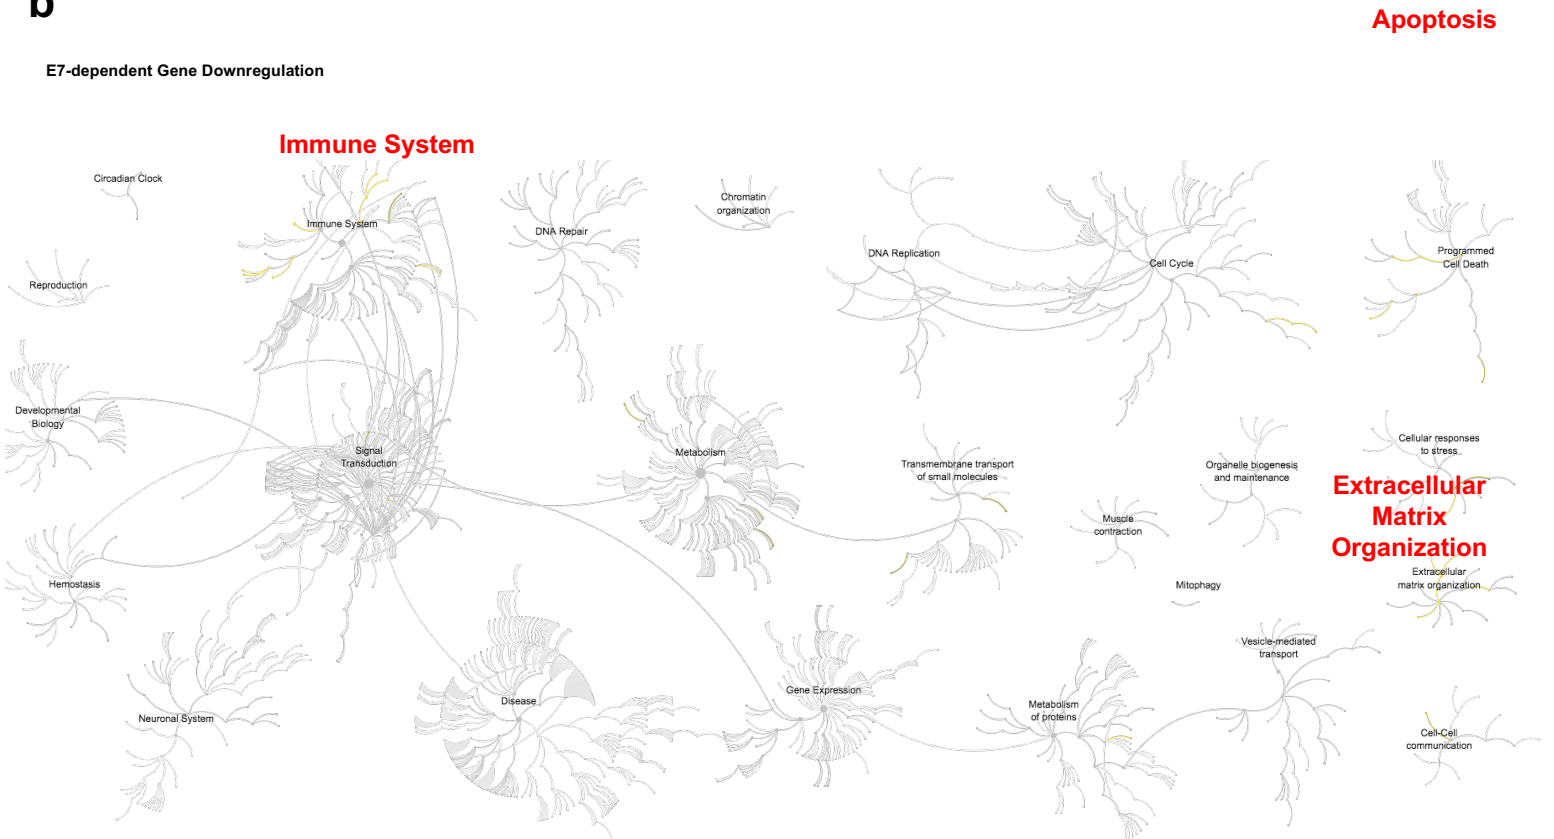 b
Apoptosis
E7-dependent Gene Downregulation
Immune System
Circadian Clock
Immune System
Chromatin
organization
DNA Repair
DNA Replication
Cell Cycle
Programmed
Cell Death
Reproduction
Developmental
Biology
Signal
Transduction
Metabolism
Transmembrane transport
of small molecules
Organelle biogenesis
and maintenance
Cellular responses
to stress
Extracellular
Matrix
Organization
Muscle
contraction
Hemostasis
Mitophagy
Extracellular
matrix organization
Vesicle-mediated
transport
Neuronal System
Disease
Gene Expression
Metabolism
of proteins
Cell-Cell
communication